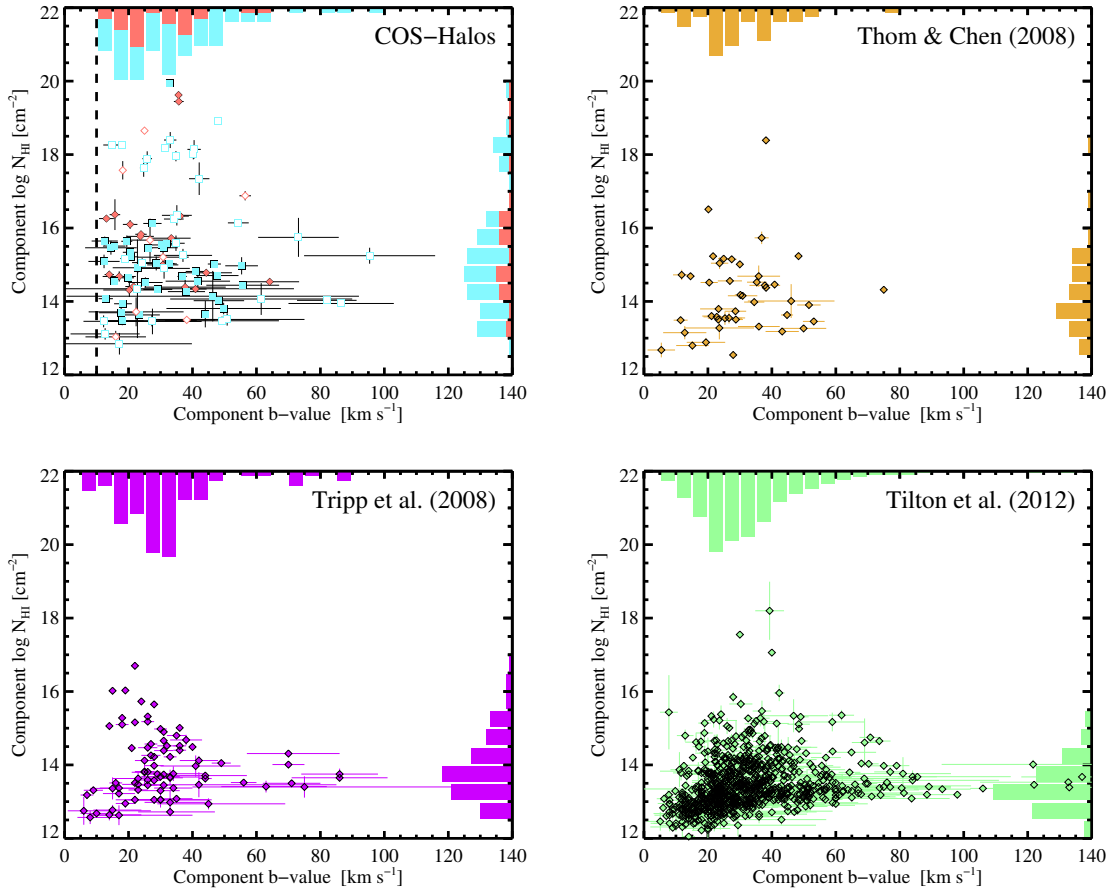 COS−Halos
22
20
18
16
14
12
Component log N_HI [cm⁻²]
0 20 40 60 80 100 120 140
Component b−value [km s⁻¹]
Thom & Chen (2008)
22
20
18
16
14
12
Component log N_HI [cm⁻²]
0 20 40 60 80 100 120 140
Component b−value [km s⁻¹]
Tripp et al. (2008)
22
20
18
16
14
12
Component log N_HI [cm⁻²]
0 20 40 60 80 100 120 140
Component b−value [km s⁻¹]
Tilton et al. (2012)
22
20
18
16
14
12
Component log N_HI [cm⁻²]
0 20 40 60 80 100 120 140
Component b−value [km s⁻¹]